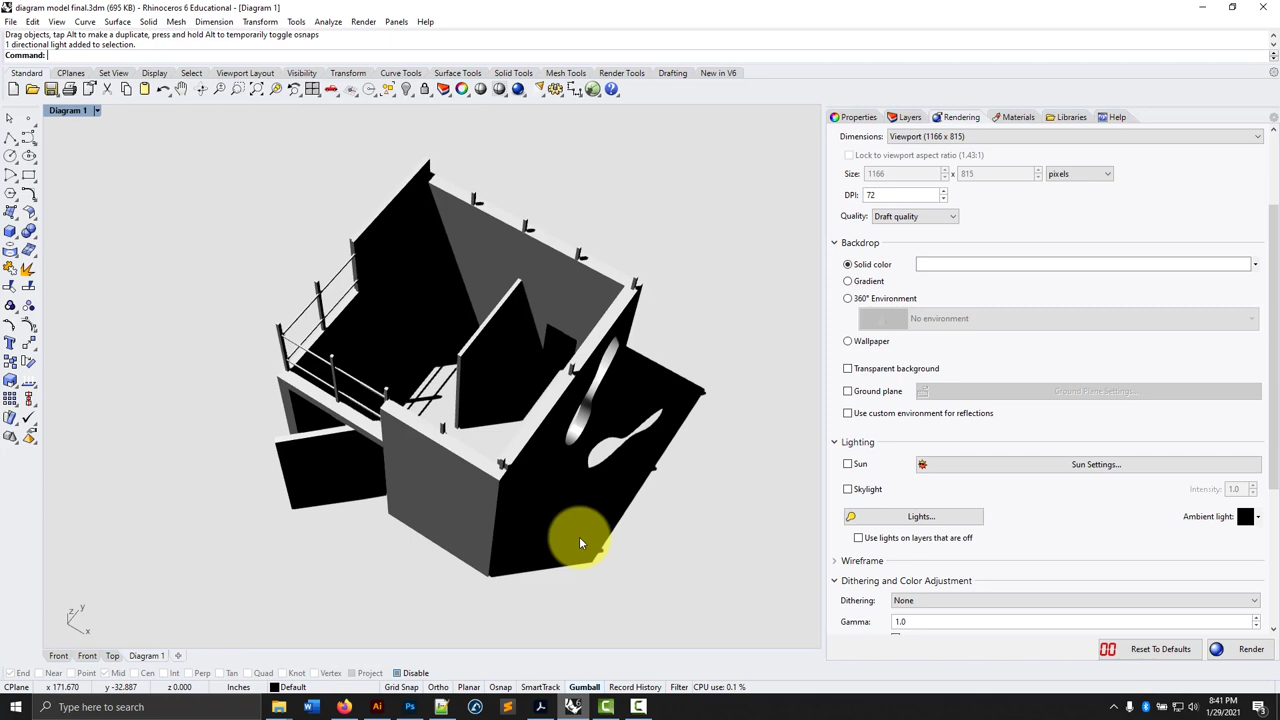 diagram model final.3dm (695 KB) - Rhinoceros 6 Educational - [Diagram 1]
File Edit View Curve Surface Solid Mesh Dimension Transform Tools Analyze Render Panels Help
Drag objects, tap Alt to make a duplicate, press and hold Alt to temporarily toggle osnaps
1 directional light added to selection.
Command:
Standard CPlanes Set View Display Select Viewport Layout Visibility Transform Curve Tools Surface Tools Solid Tools Mesh Tools Render Tools Drafting New in V6
Diagram 1
Properties Layers Rendering Materials Libraries Help
Dimensions: Viewport (1166 x 815)
Lock to viewport aspect ratio (1.43:1)
Size: 1166 x 815 pixels
DPI: 72
Quality: Draft quality
Backdrop
Solid color
Gradient
360° Environment
No environment
Wallpaper
Transparent background
Ground plane Ground Plane Settings...
Use custom environment for reflections
Lighting
Sun Sun Settings...
Skylight Intensity: 1.0
Lights... Ambient light:
Use lights on layers that are off
Wireframe
Dithering and Color Adjustment
Dithering: None
Gamma: 1.0
Reset To Defaults Render
z y
x
Front Front Top Diagram 1
End Near Point Mid Cen Int Perp Tan Quad Knot Vertex Project Disable
CPlane x 171.670 y -32.887 z 0.000 Inches Default Grid Snap Ortho Planar Osnap SmartTrack Gumball Record History Filter CPU use: 0.1 %
Type here to search
8:41 PM
1/29/2021